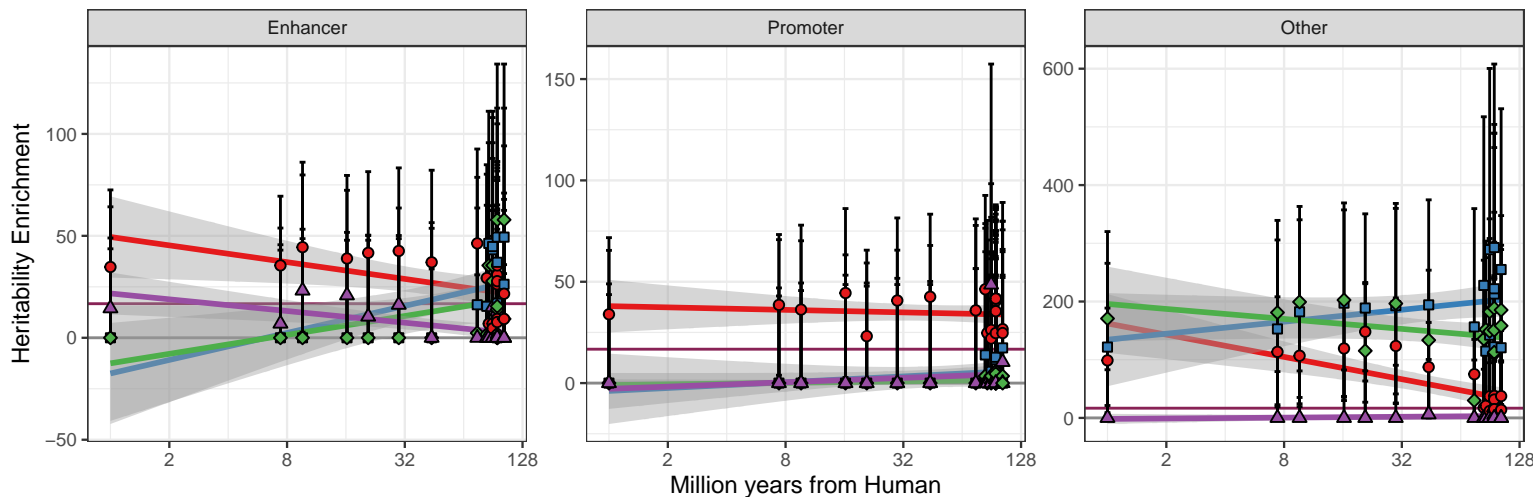 Enhancer Promoter Other
Heritability Enrichment
100
50
0
−50
2 8 32 128
150
100
50
0
2 8 32 128
600
400
200
0
2 8 32 128
Million years from Human